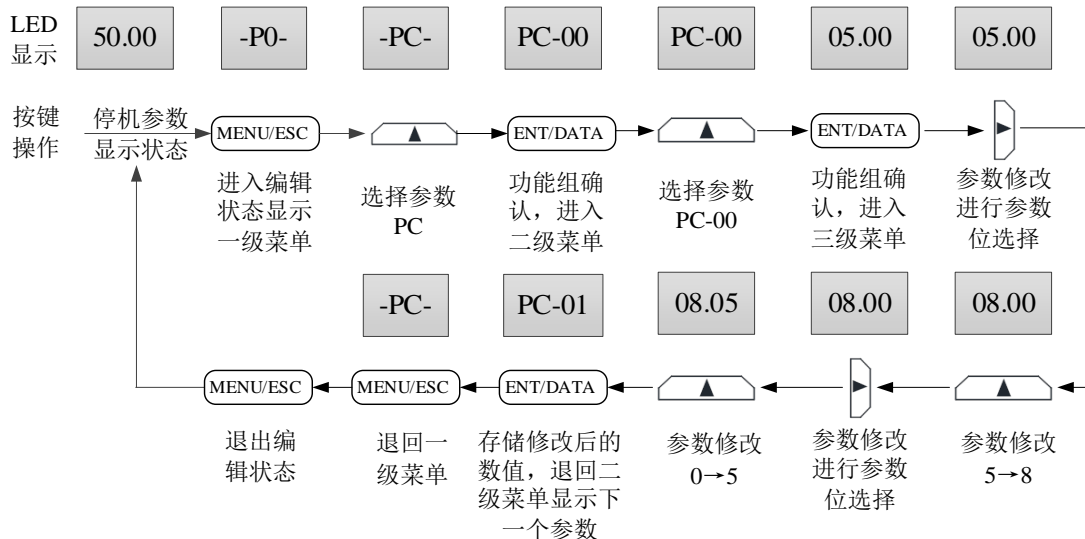 LED
显示
50.00
-P0-
-PC-
PC-00
PC-00
05.00
05.00
按键
操作
停机参数
显示状态
MENU/ESC
ENT/DATA
ENT/DATA
进入编辑
状态显示
一级菜单
选择参数
PC
功能组确
认，进入
二级菜单
选择参数
PC-00
功能组确
认，进入
三级菜单
参数修改
进行参数
位选择
-PC-
PC-01
08.05
08.00
08.00
MENU/ESC
MENU/ESC
ENT/DATA
退出编
辑状态
退回一
级菜单
存储修改后的
数值，退回二
级菜单显示下
一个参数
参数修改
0→5
参数修改
进行参数
位选择
参数修改
5→8